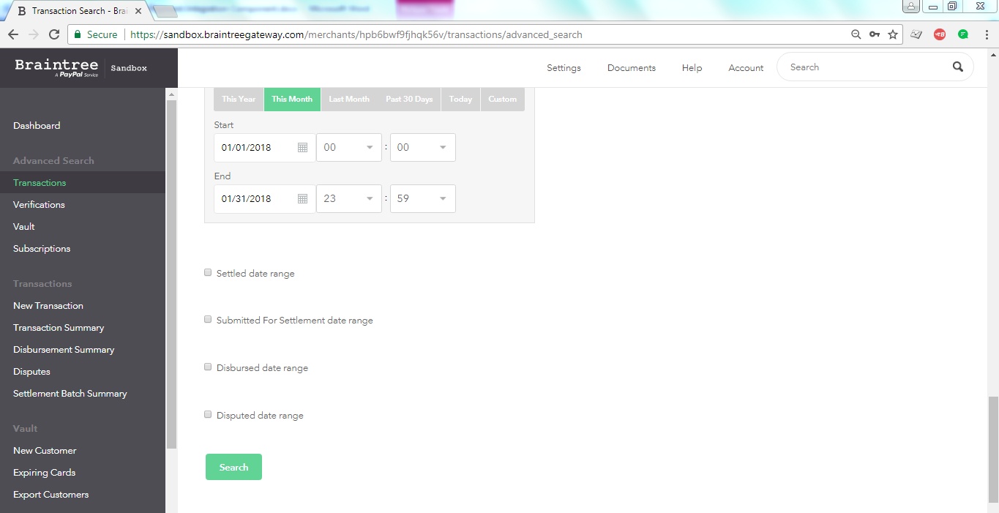 Transaction Search - Brai
Microsoft Word
Secure
https://sandbox.braintreegateway.com/merchants/hpb6bwf9fjhqk56v/transactions/advanced_search
Braintree
A PayPal Service
Sandbox
Settings
Documents
Help
Account
Search
Dashboard
Advanced Search
Transactions
Verifications
Vault
Subscriptions
Transactions
New Transaction
Transaction Summary
Disbursement Summary
Disputes
Settlement Batch Summary
Vault
New Customer
Expiring Cards
Export Customers
This Year
This Month
Last Month
Past 30 Days
Today
Custom
Start
01/01/2018
00
:
00
End
01/31/2018
23
:
59
Settled date range
Submitted For Settlement date range
Disbursed date range
Disputed date range
Search